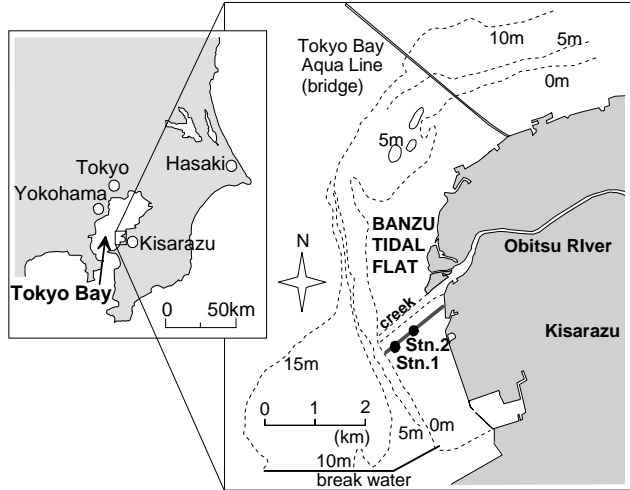 Tokyo
Yokohama
Hasaki
Kisarazu
Tokyo Bay
0 50km
Tokyo Bay
Aqua Line
(bridge)
10m
5m
0m
5m
BANZU
TIDAL
FLAT
N
Obitsu RIver
creek
Kisarazu
Stn.2
Stn.1
15m
0 1 2
(km)
5m
0m
10m
break water